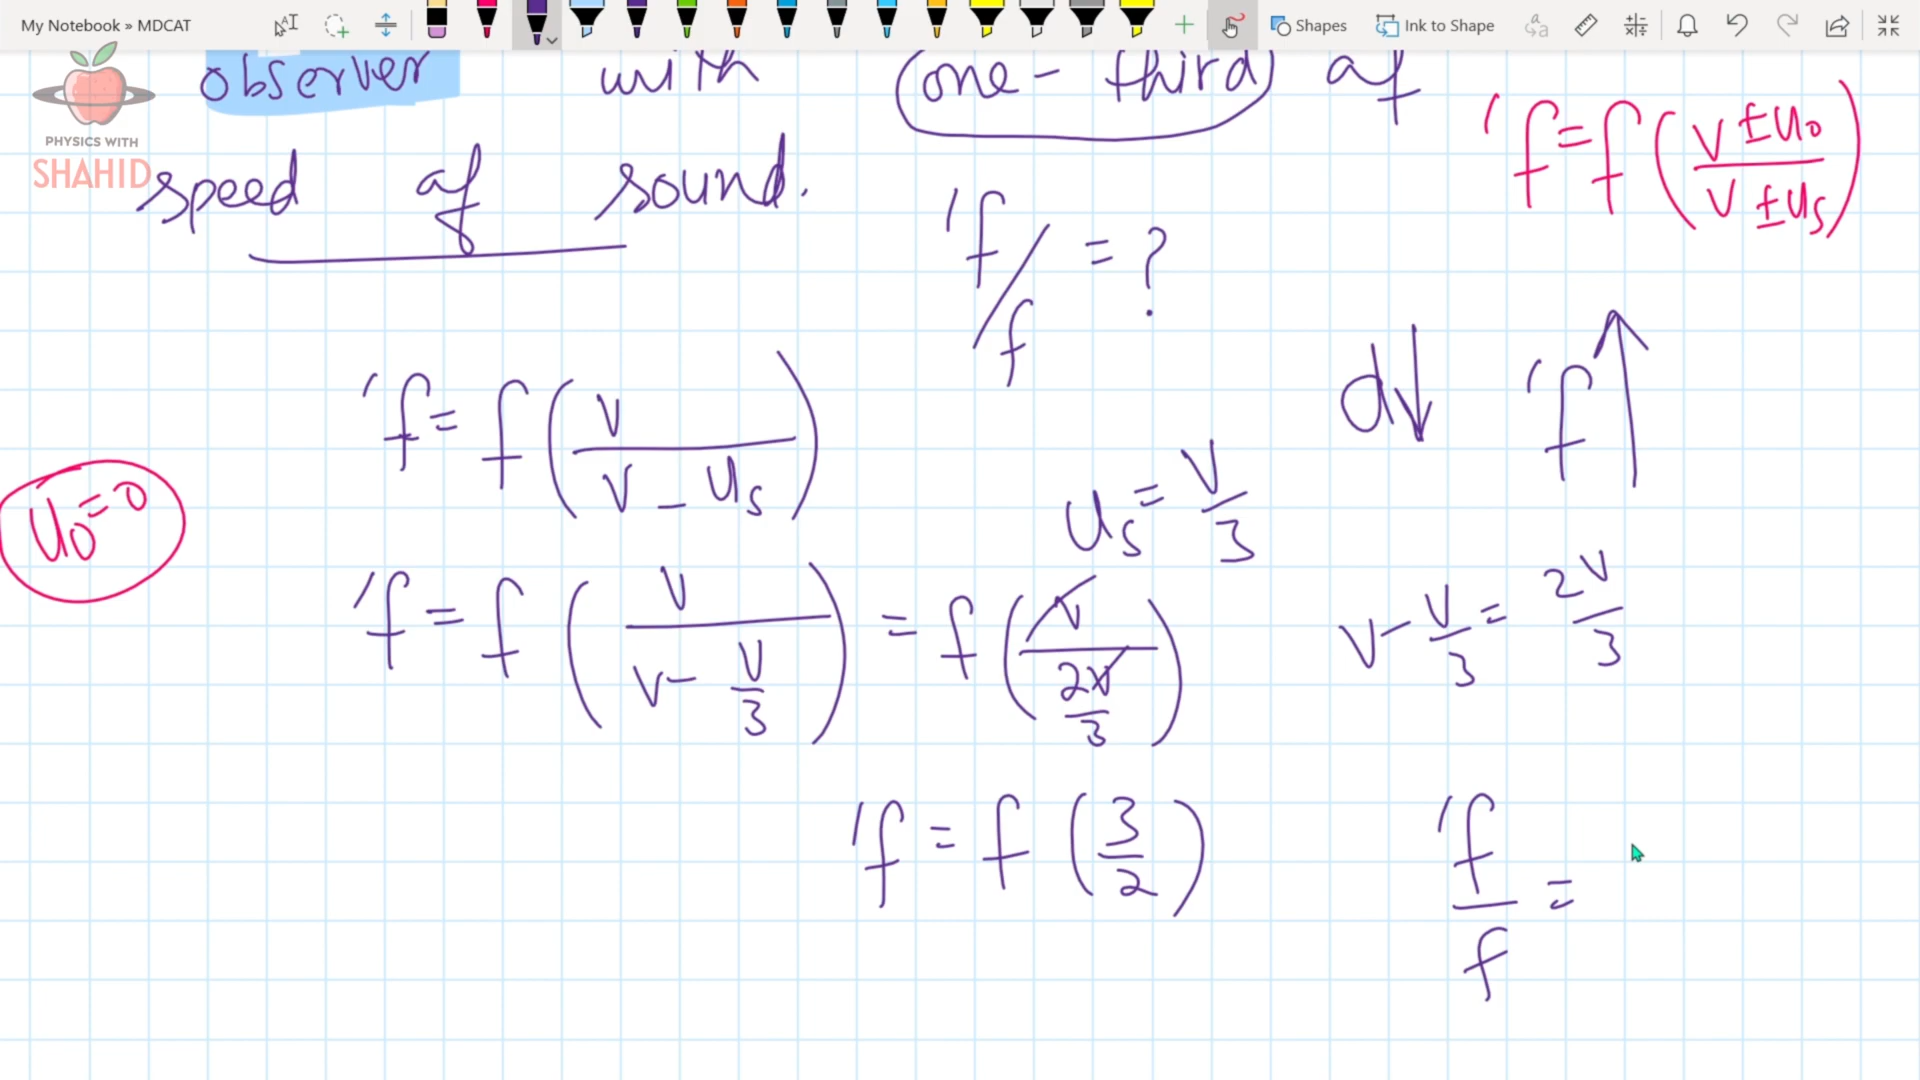 My Notebook » MDCAT
Shapes
Ink to Shape
PHYSICS WITH
SHAHID
observer with (one-third) of
speed of sound.
'f = f (V ± u₀ / V ± uₛ)
'f/f = ?
d↓ 'f↑
'f = f (V / V - Uₛ)
U₀ = 0
uₛ = V/3
'f = f (V / V - V/3) = f (V / 2V/3)
V - V/3 = 2V/3
'f = f (3/2)
'f/f =